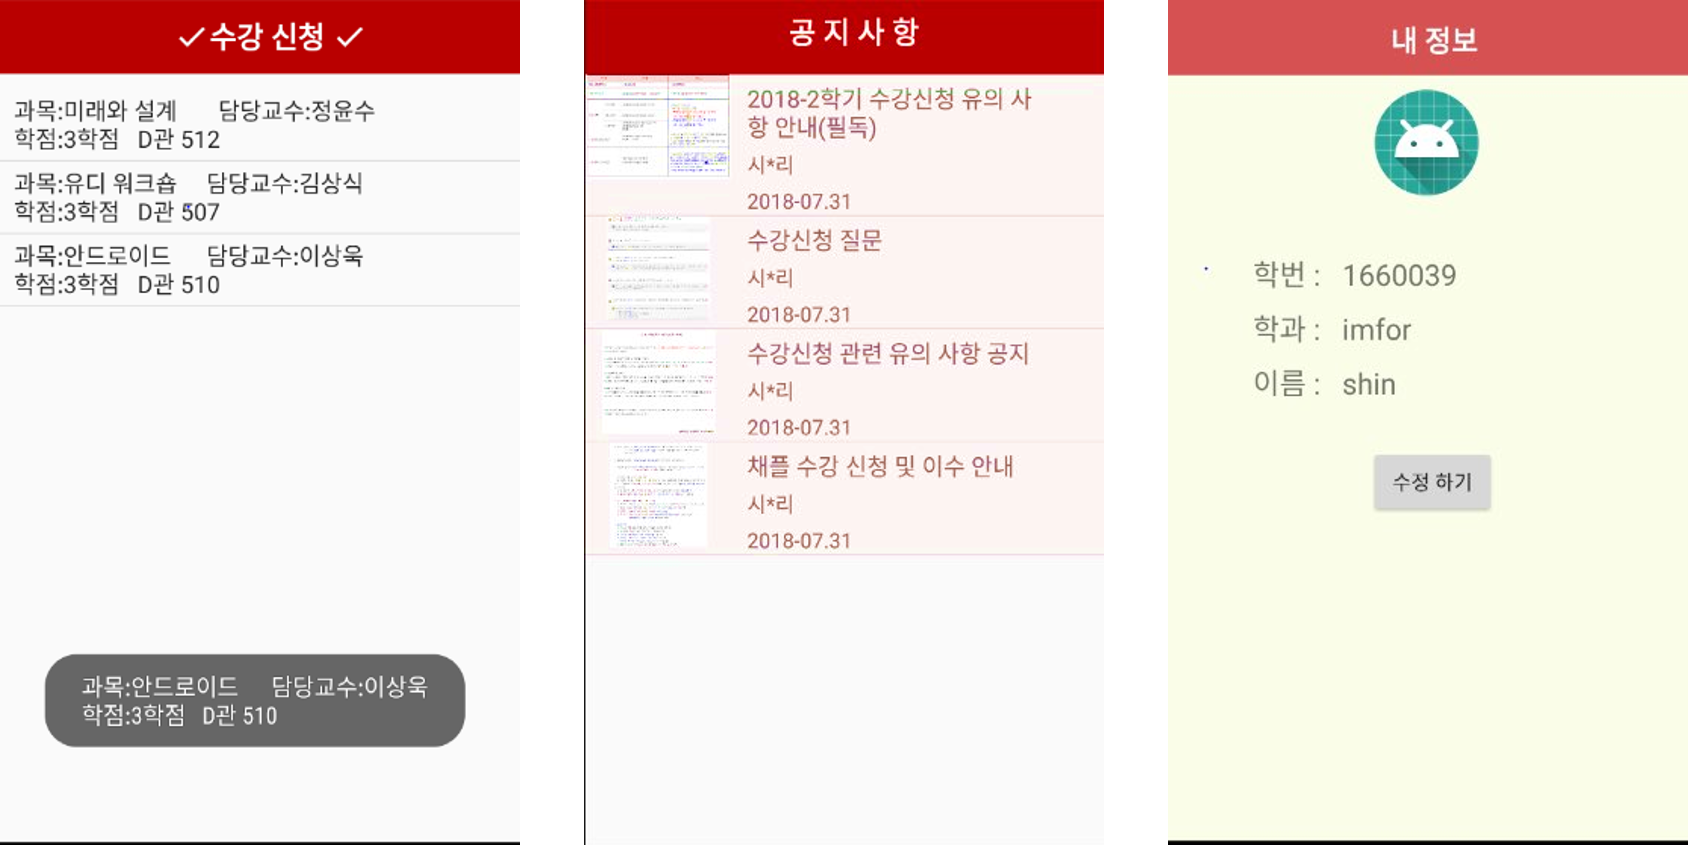 ✓수강 신청 ✓
과목:미래와 설계 담당교수:정윤수
학점:3학점 D관 512
과목:유디 워크숍 담당교수:김상식
학점:3학점 D관 507
과목:안드로이드 담당교수:이상욱
학점:3학점 D관 510
과목:안드로이드 담당교수:이상욱
학점:3학점 D관 510
공 지 사 항
2018-2학기 수강신청 유의 사
항 안내(필독)
시*리
2018-07.31
수강신청 질문
시*리
2018-07.31
수강신청 관련 유의 사항 공지
시*리
2018-07.31
채플 수강 신청 및 이수 안내
시*리
2018-07.31
내 정보
학번 : 1660039
학과 : imfor
이름 : shin
수정 하기